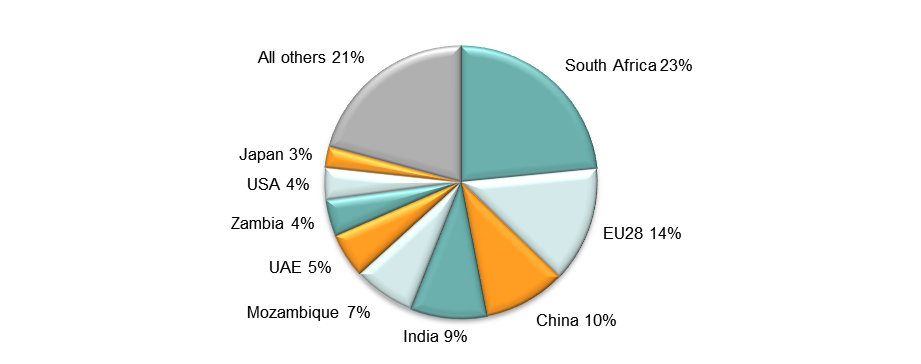 All others 21%
South Africa 23%
Japan 3%
USA 4%
Zambia 4%
EU28 14%
UAE 5%
Mozambique 7%
China 10%
India 9%